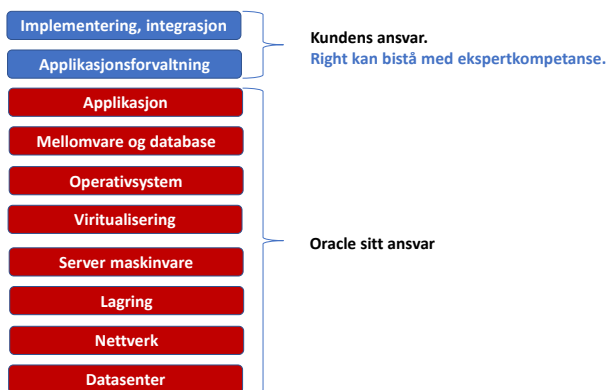 Implementering, integrasjon
Applikasjonsforvaltning
Kundens ansvar.
Right kan bistå med ekspertkompetanse.
Applikasjon
Mellomvare og database
Operativsystem
Viritualisering
Server maskinvare
Lagring
Nettverk
Datasenter
Oracle sitt ansvar